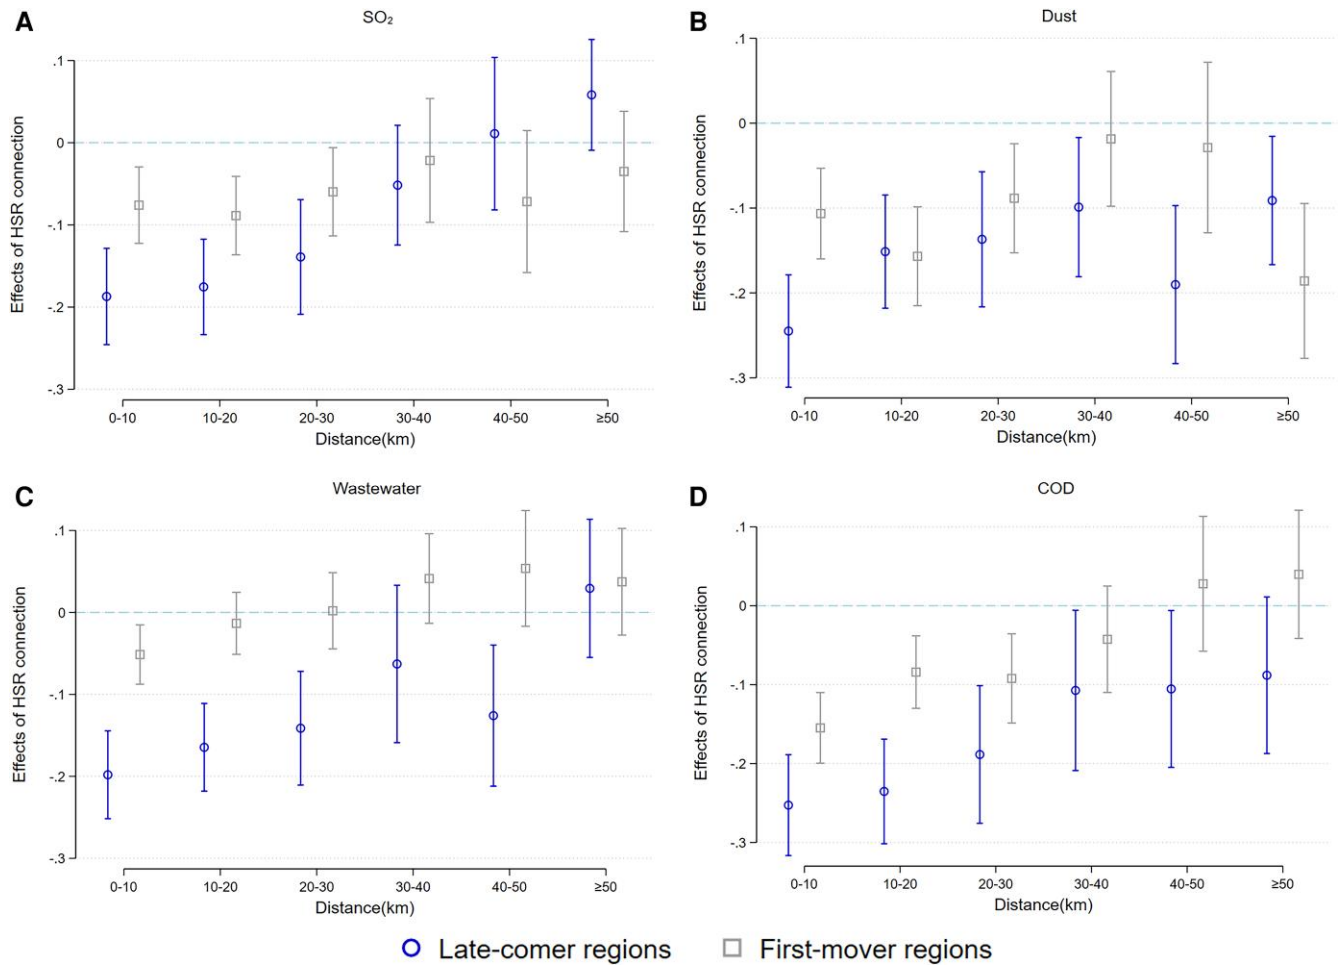 A
SO₂
Effects of HSR connection
.1
0
-.1
-.2
-.3
0-10 10-20 20-30 30-40 40-50 ≥50
Distance(km)
B
Dust
Effects of HSR connection
.1
0
-.1
-.2
-.3
0-10 10-20 20-30 30-40 40-50 ≥50
Distance(km)
C
Wastewater
Effects of HSR connection
.1
0
-.1
-.2
-.3
0-10 10-20 20-30 30-40 40-50 ≥50
Distance(km)
D
COD
Effects of HSR connection
.1
0
-.1
-.2
-.3
0-10 10-20 20-30 30-40 40-50 ≥50
Distance(km)
Late-comer regions First-mover regions